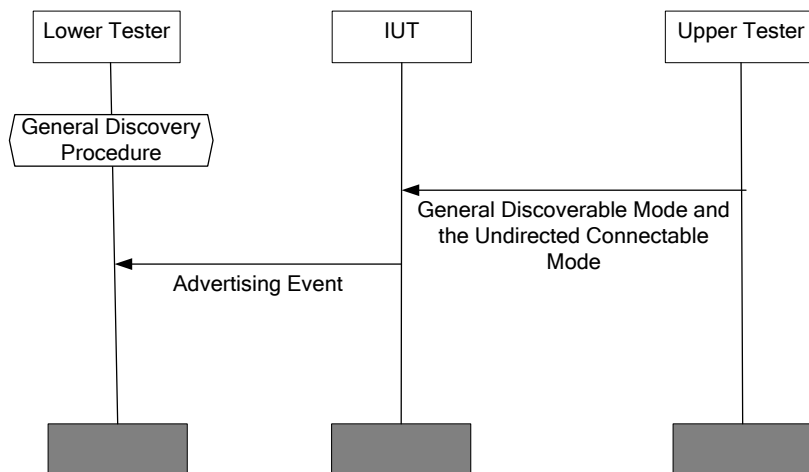 Lower Tester
IUT
Upper Tester
General Discovery
Procedure
General Discoverable Mode and
the Undirected Connectable
Mode
Advertising Event